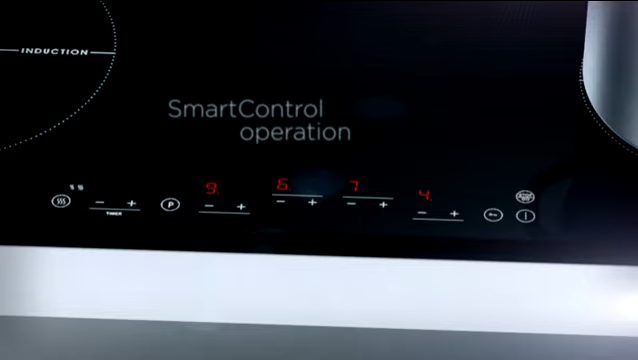 INDUCTION
SmartControl
operation
9. 6. 7. 4.
− + P − + − + − + − +
TIMER